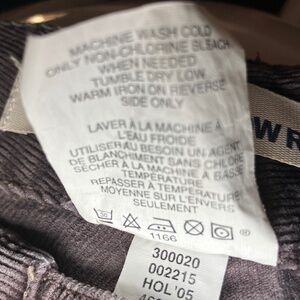 MACHINE WASH COLD
ONLY NON-CHLORINE BLEACH
WHEN NEEDED
TUMBLE DRY LOW
WARM IRON ON REVERSE
SIDE ONLY
LAVER À LA MACHINE À
L'EAU FROIDE
UTILISER AU BESOIN UN AGENT
DE BLANCHIMENT SANS CHLORE
SÉCHER À LA MACHINE À BASSE
TEMPÉRATURE
REPASSER À TEMPÉRATURE
MOYENNE SUR L'ENVERS
SEULEMENT
1166
300020
002215
HOL'05
WR